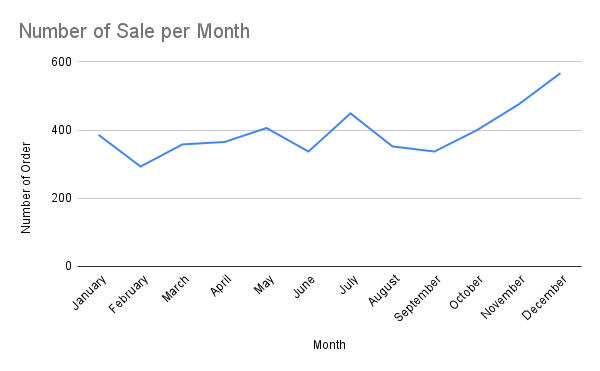 Number of Sale per Month
Number of Order
600
400
200
0
January
February
March
April
May
June
July
August
September
October
November
December
Month